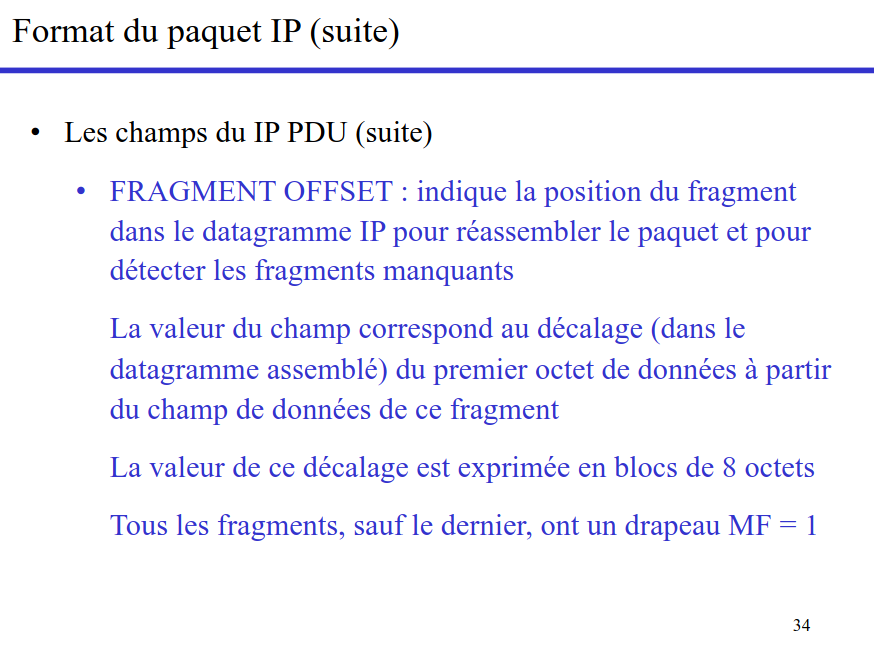 Format du paquet IP (suite)
• Les champs du IP PDU (suite)
• FRAGMENT OFFSET : indique la position du fragment
dans le datagramme IP pour réassembler le paquet et pour
détecter les fragments manquants
La valeur du champ correspond au décalage (dans le
datagramme assemblé) du premier octet de données à partir
du champ de données de ce fragment
La valeur de ce décalage est exprimée en blocs de 8 octets
Tous les fragments, sauf le dernier, ont un drapeau MF = 1
34